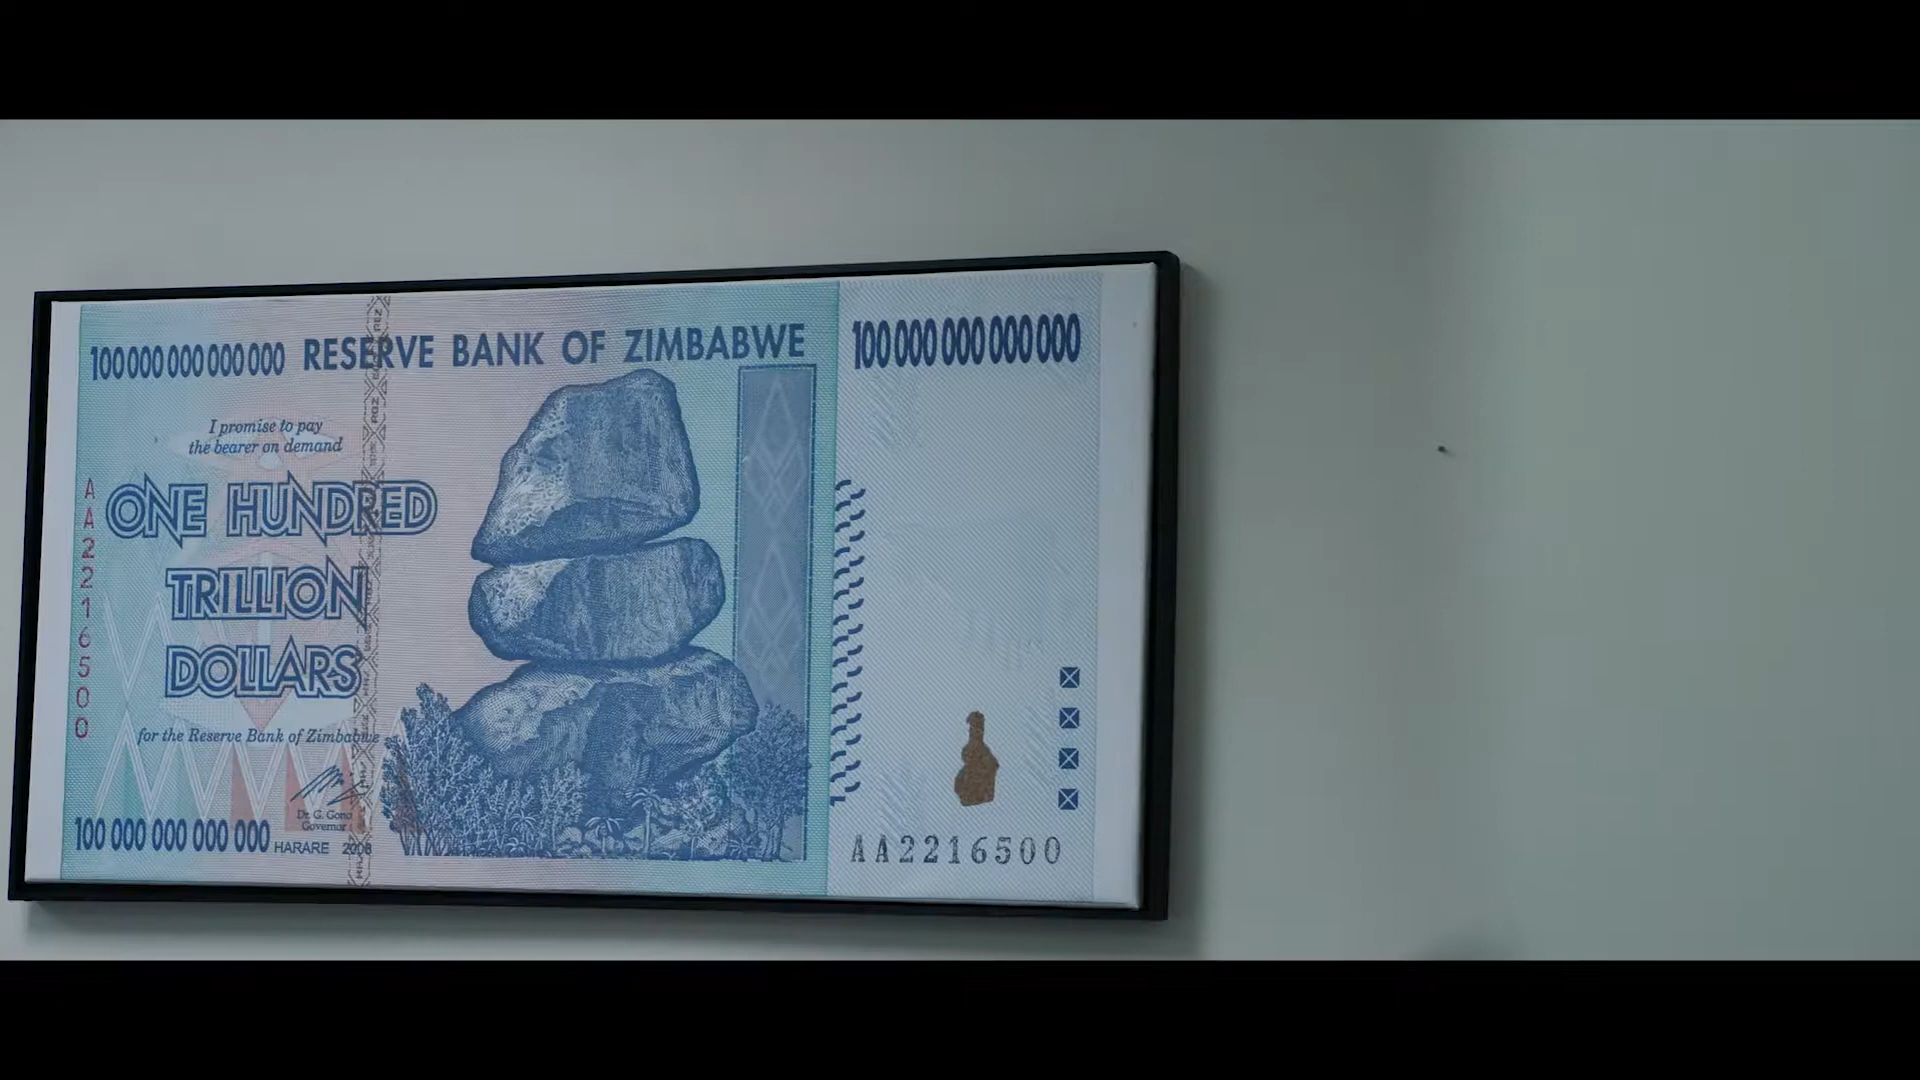 100 000 000 000 000 RESERVE BANK OF ZIMBABWE 100 000 000 000 000
I promise to pay
the bearer on demand
ONE HUNDRED
TRILLION
DOLLARS
for the Reserve Bank of Zimbabwe
Dr. G. Gono
Governor
100 000 000 000 000 HARARE 2008
AA2216500
AA2216500